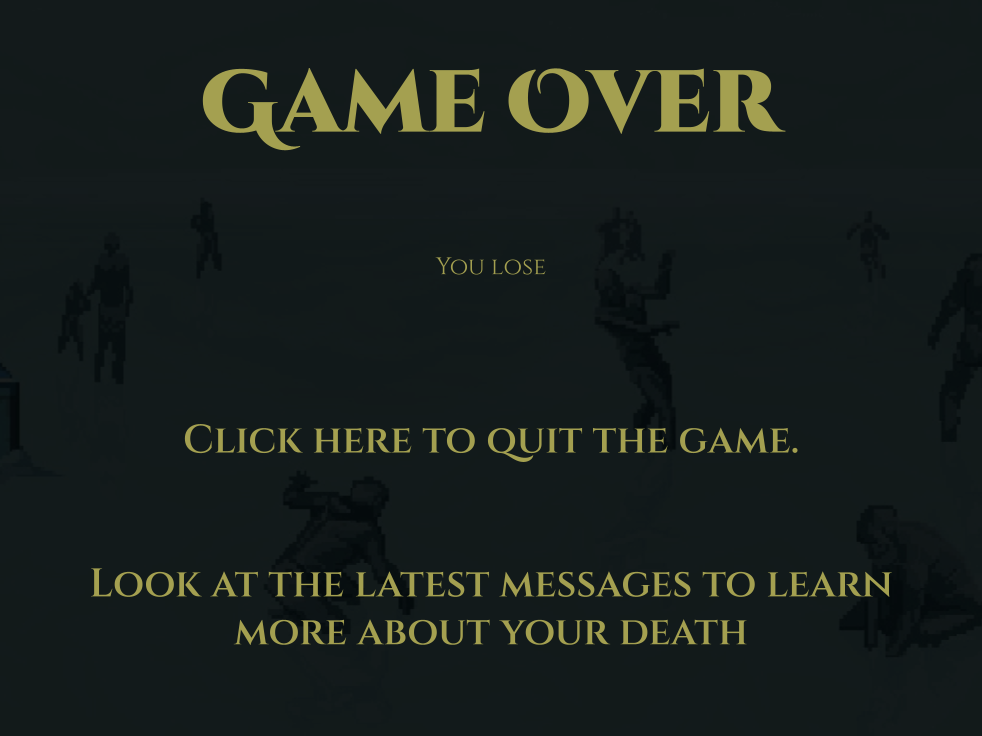 Game Over
You lose
Click here to quit the game.
Look at the latest messages to learn
more about your death